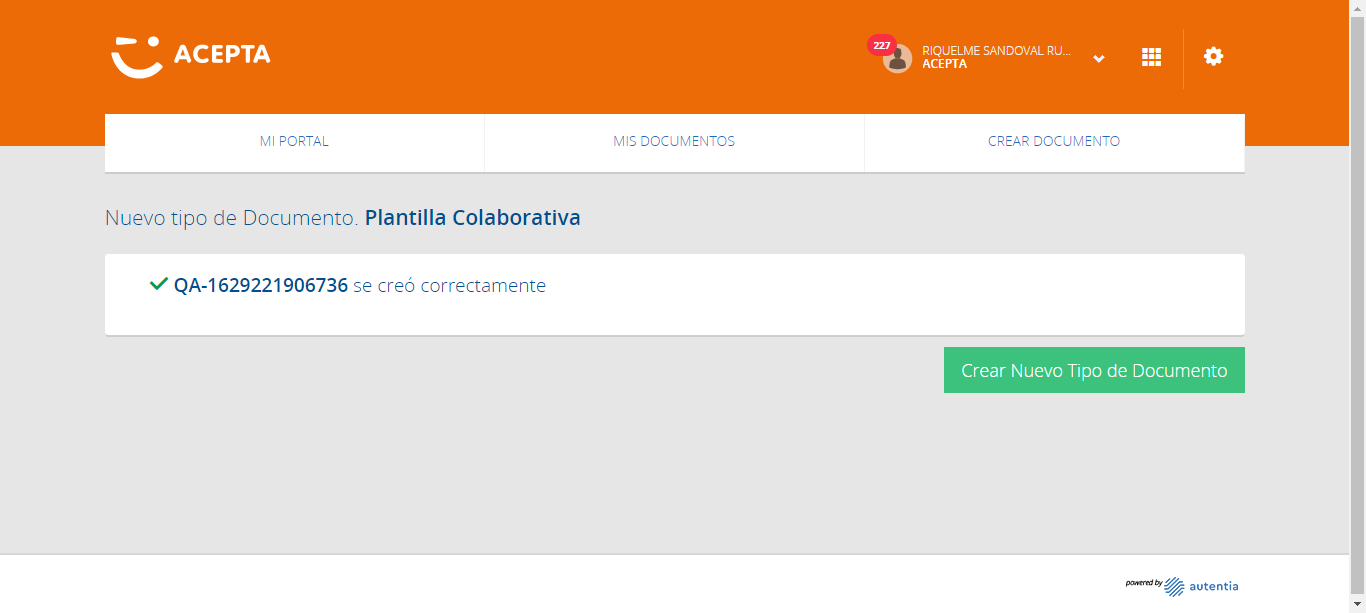 ACEPTA
227
RIQUELME SANDOVAL RU...
ACEPTA
MI PORTAL
MIS DOCUMENTOS
CREAR DOCUMENTO
Nuevo tipo de Documento. Plantilla Colaborativa
QA-1629221906736 se creó correctamente
Crear Nuevo Tipo de Documento
powered by autentia